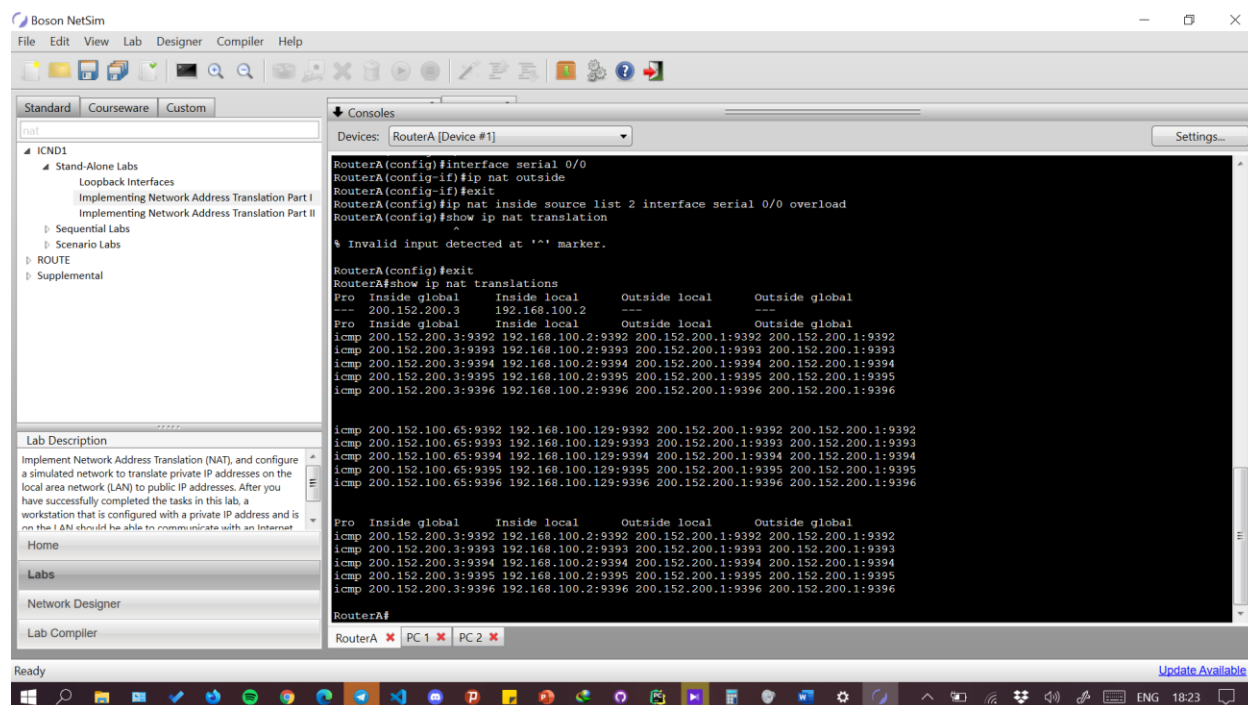 Boson NetSim
File Edit View Lab Designer Compiler Help
Standard Courseware Custom
nat
ICND1
Stand-Alone Labs
Loopback Interfaces
Implementing Network Address Translation Part I
Implementing Network Address Translation Part II
Sequential Labs
Scenario Labs
ROUTE
Supplemental
Lab Description
Implement Network Address Translation (NAT), and configure
a simulated network to translate private IP addresses on the
local area network (LAN) to public IP addresses. After you
have successfully completed the tasks in this lab, a
workstation that is configured with a private IP address and is
on the LAN should be able to communicate with an Internet
Home
Labs
Network Designer
Lab Compiler
Consoles
Devices: RouterA [Device #1]
Settings...
RouterA(config)#interface serial 0/0
RouterA(config-if)#ip nat outside
RouterA(config-if)#exit
RouterA(config)#ip nat inside source list 2 interface serial 0/0 overload
RouterA(config)#show ip nat translation
^
% Invalid input detected at '^' marker.
RouterA(config)#exit
RouterA#show ip nat translations
Pro Inside global Inside local Outside local Outside global
--- 200.152.200.3 192.168.100.2 --- ---
Pro Inside global Inside local Outside local Outside global
icmp 200.152.200.3:9392 192.168.100.2:9392 200.152.200.1:9392 200.152.200.1:9392
icmp 200.152.200.3:9393 192.168.100.2:9393 200.152.200.1:9393 200.152.200.1:9393
icmp 200.152.200.3:9394 192.168.100.2:9394 200.152.200.1:9394 200.152.200.1:9394
icmp 200.152.200.3:9395 192.168.100.2:9395 200.152.200.1:9395 200.152.200.1:9395
icmp 200.152.200.3:9396 192.168.100.2:9396 200.152.200.1:9396 200.152.200.1:9396
icmp 200.152.100.65:9392 192.168.100.129:9392 200.152.200.1:9392 200.152.200.1:9392
icmp 200.152.100.65:9393 192.168.100.129:9393 200.152.200.1:9393 200.152.200.1:9393
icmp 200.152.100.65:9394 192.168.100.129:9394 200.152.200.1:9394 200.152.200.1:9394
icmp 200.152.100.65:9395 192.168.100.129:9395 200.152.200.1:9395 200.152.200.1:9395
icmp 200.152.100.65:9396 192.168.100.129:9396 200.152.200.1:9396 200.152.200.1:9396
Pro Inside global Inside local Outside local Outside global
icmp 200.152.200.3:9392 192.168.100.2:9392 200.152.200.1:9392 200.152.200.1:9392
icmp 200.152.200.3:9393 192.168.100.2:9393 200.152.200.1:9393 200.152.200.1:9393
icmp 200.152.200.3:9394 192.168.100.2:9394 200.152.200.1:9394 200.152.200.1:9394
icmp 200.152.200.3:9395 192.168.100.2:9395 200.152.200.1:9395 200.152.200.1:9395
icmp 200.152.200.3:9396 192.168.100.2:9396 200.152.200.1:9396 200.152.200.1:9396
RouterA#
RouterA PC 1 PC 2
Ready
Update Available
ENG 18:23